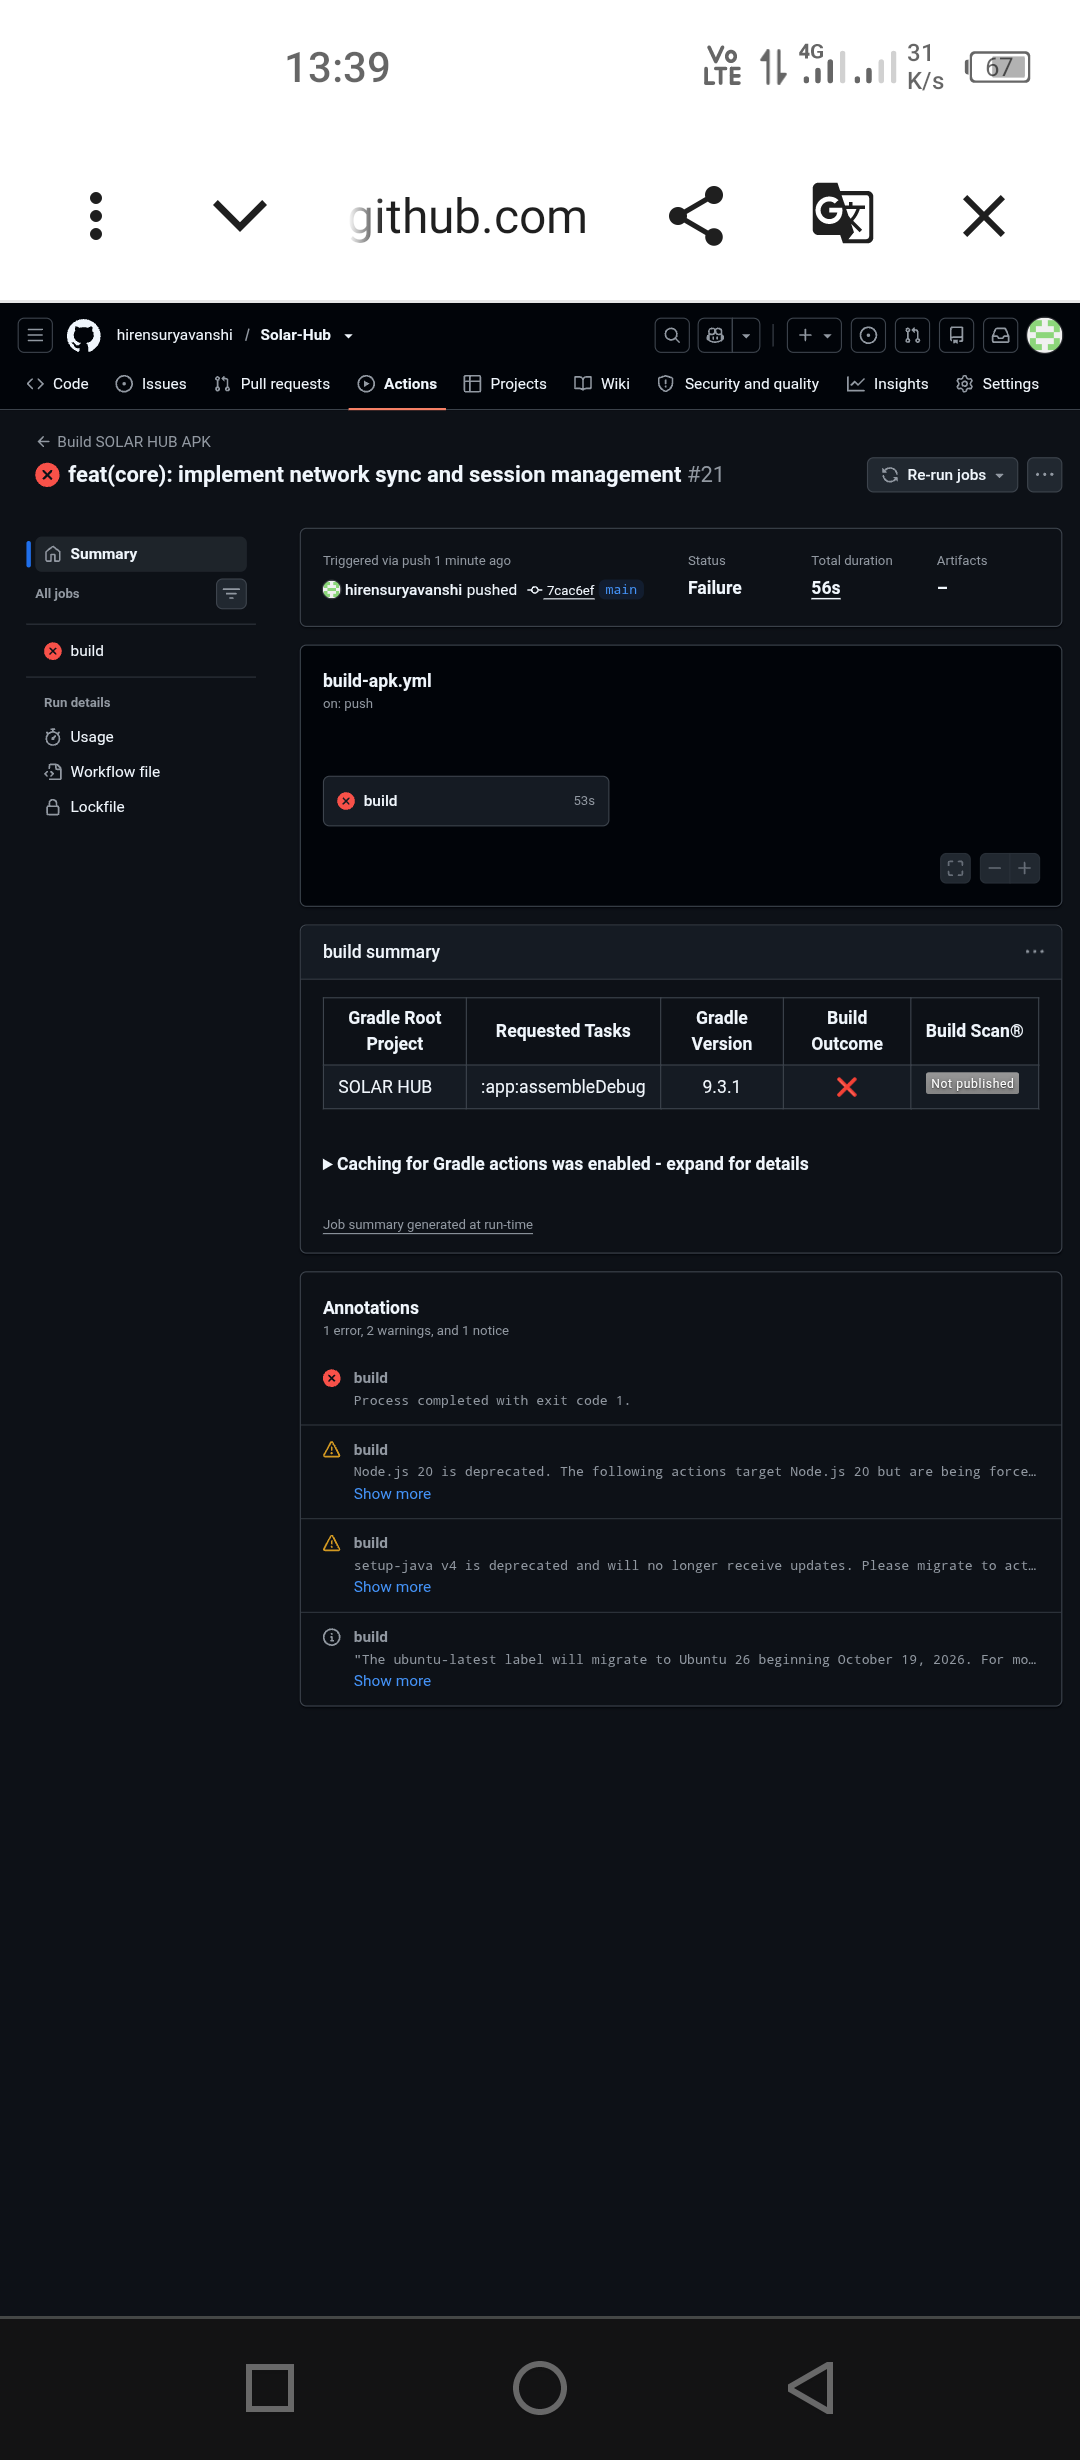 13:39
Vo LTE 4G 31 K/s 67
github.com
hirensuryavanshi / Solar-Hub
Code Issues Pull requests Actions Projects Wiki Security and quality Insights Settings
Build SOLAR HUB APK
feat(core): implement network sync and session management #21
Re-run jobs
Summary
All jobs
build
Run details
Usage
Workflow file
Lockfile
Triggered via push 1 minute ago
hirensuryavanshi pushed 7cac6ef main
Status
Failure
Total duration
56s
Artifacts
–
build-apk.yml
on: push
build 53s
build summary
Gradle Root Project Requested Tasks Gradle Version Build Outcome Build Scan®
SOLAR HUB :app:assembleDebug 9.3.1 ❌ Not published
Caching for Gradle actions was enabled - expand for details
Job summary generated at run-time
Annotations
1 error, 2 warnings, and 1 notice
build
Process completed with exit code 1.
build
Node.js 20 is deprecated. The following actions target Node.js 20 but are being force…
Show more
build
setup-java v4 is deprecated and will no longer receive updates. Please migrate to act…
Show more
build
"The ubuntu-latest label will migrate to Ubuntu 26 beginning October 19, 2026. For mo…
Show more